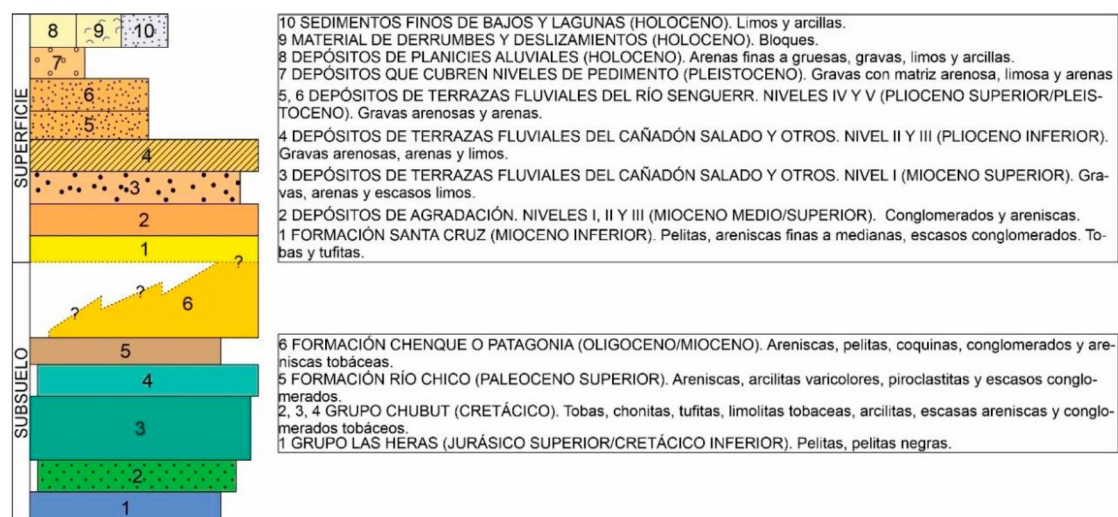 SUPERFICIE
8 9 10
7
6
5
4
3
2
1
SUBSUELO
?
? ?
6
5
4
3
2
1
10 SEDIMENTOS FINOS DE BAJOS Y LAGUNAS (HOLOCENO). Limos y arcillas.
9 MATERIAL DE DERRUMBES Y DESLIZAMIENTOS (HOLOCENO). Bloques.
8 DEPÓSITOS DE PLANICIES ALUVIALES (HOLOCENO). Arenas finas a gruesas, gravas, limos y arcillas.
7 DEPÓSITOS QUE CUBREN NIVELES DE PEDIMENTO (PLEISTOCENO). Gravas con matriz arenosa, limosa y arenas
5, 6 DEPÓSITOS DE TERRAZAS FLUVIALES DEL RÍO SENGUERR. NIVELES IV Y V (PLIOCENO SUPERIOR/PLEIS-
TOCENO). Gravas arenosas y arenas.
4 DEPÓSITOS DE TERRAZAS FLUVIALES DEL CAÑADÓN SALADO Y OTROS. NIVEL II Y III (PLIOCENO INFERIOR).
Gravas arenosas, arenas y limos.
3 DEPÓSITOS DE TERRAZAS FLUVIALES DEL CAÑADÓN SALADO Y OTROS. NIVEL I (MIOCENO SUPERIOR). Gra-
vas, arenas y escasos limos.
2 DEPÓSITOS DE AGRADACIÓN. NIVELES I, II Y III (MIOCENO MEDIO/SUPERIOR). Conglomerados y areniscas.
1 FORMACIÓN SANTA CRUZ (MIOCENO INFERIOR). Pelitas, areniscas finas a medianas, escasos conglomerados. To-
bas y tufitas.
6 FORMACIÓN CHENQUE O PATAGONIA (OLIGOCENO/MIOCENO). Areniscas, pelitas, coquinas, conglomerados y are-
niscas tobáceas.
5 FORMACIÓN RÍO CHICO (PALEOCENO SUPERIOR). Areniscas, arcilitas varicolores, piroclastitas y escasos conglo-
merados.
2, 3, 4 GRUPO CHUBUT (CRETÁCICO). Tobas, chonitas, tufitas, limolitas tobaceas, arcilitas, escasas areniscas y conglo-
merados tobáceos.
1 GRUPO LAS HERAS (JURÁSICO SUPERIOR/CRETÁCICO INFERIOR). Pelitas, pelitas negras.